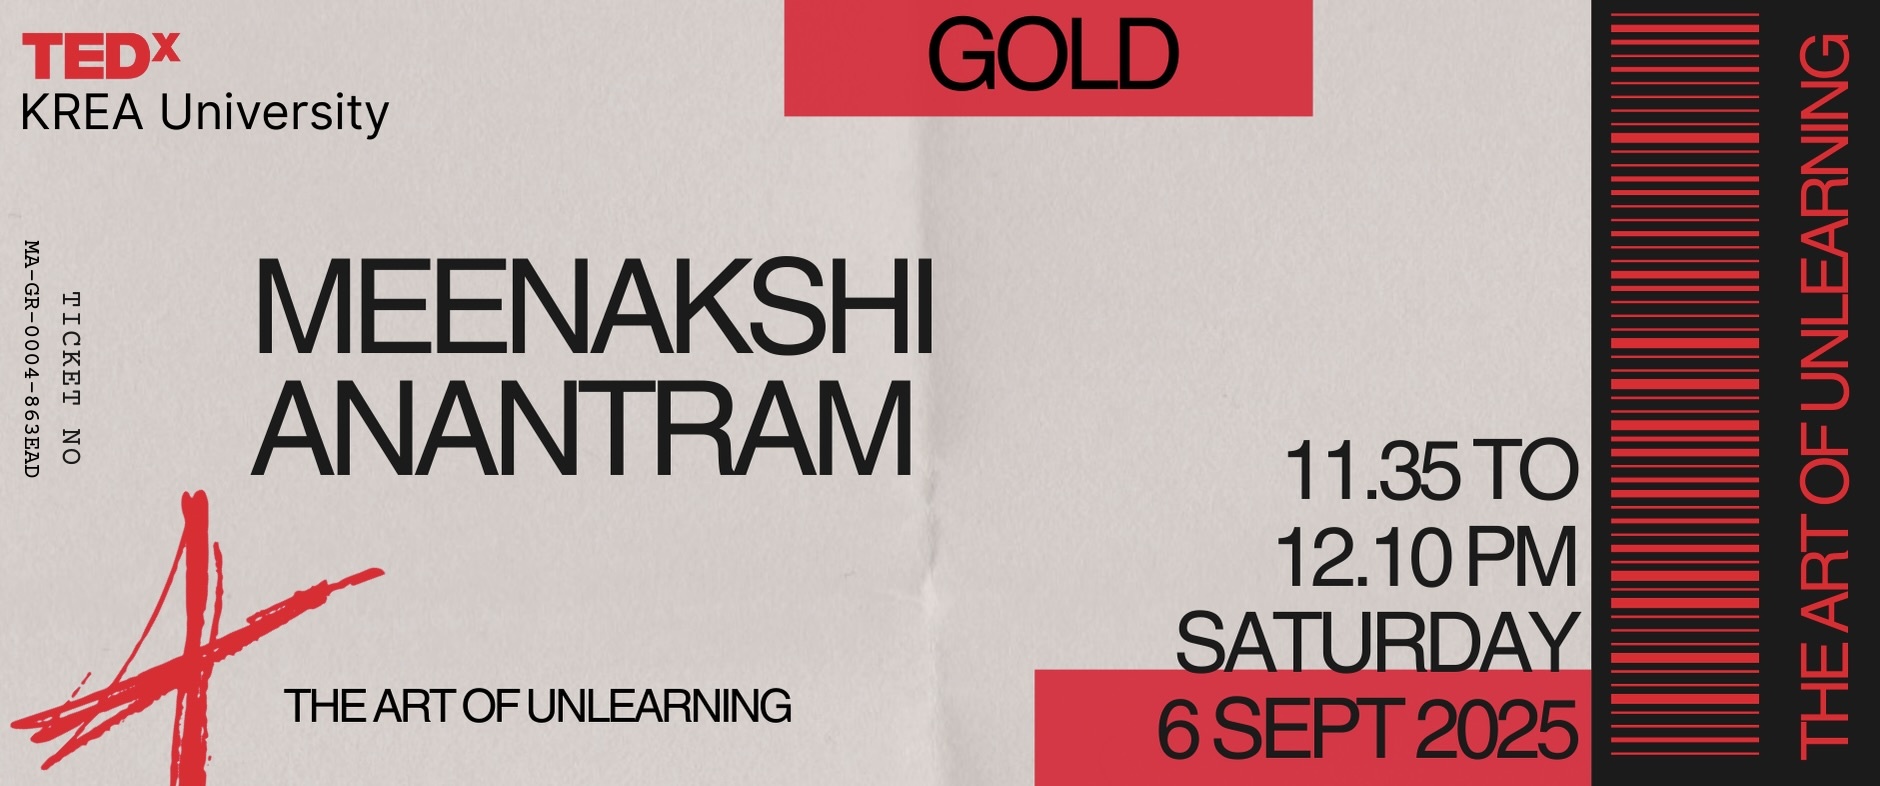 TEDx
KREA University
GOLD
TICKET NO
MA-GR-0004-863EAD
MEENAKSHI
ANANTRAM
11.35 TO
12.10 PM
SATURDAY
6 SEPT 2025
THE ART OF UNLEARNING
THE ART OF UNLEARNING